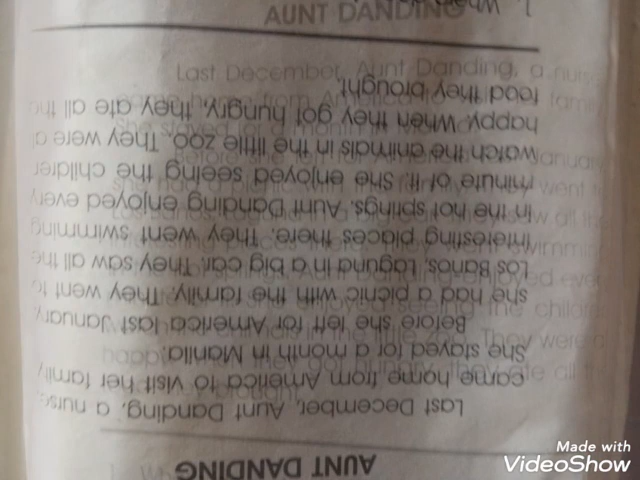 AUNT DANDING
Last December, Aunt Danding, a nurse,
came home from America to visit her family.
She stayed for a month in Manila.
Before she left for America last January,
she had a picnic with the family. They went to
Los Banos, Laguna in a big car. They saw all the
interesting places there. They went swimming
in the hot springs. Aunt Danding enjoyed every
minute of it. She enjoyed seeing the children
watch the animals in the little zoo. They were all
happy. When they got hungry, they ate all the
food they brought.
AUNT DANDING
Made with
VideoShow